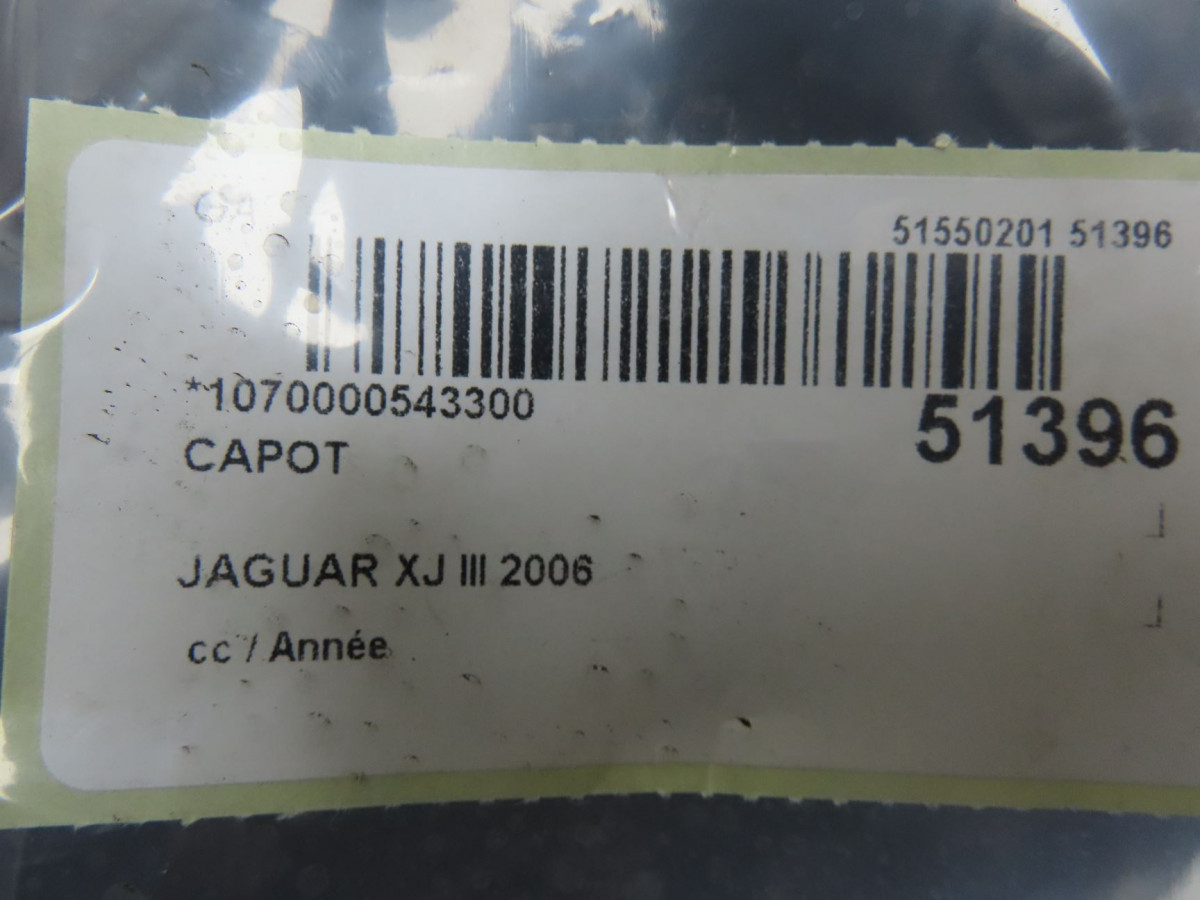 51550201 51396
*1070000543300
51396
CAPOT
JAGUAR XJ III 2006
cc / Année